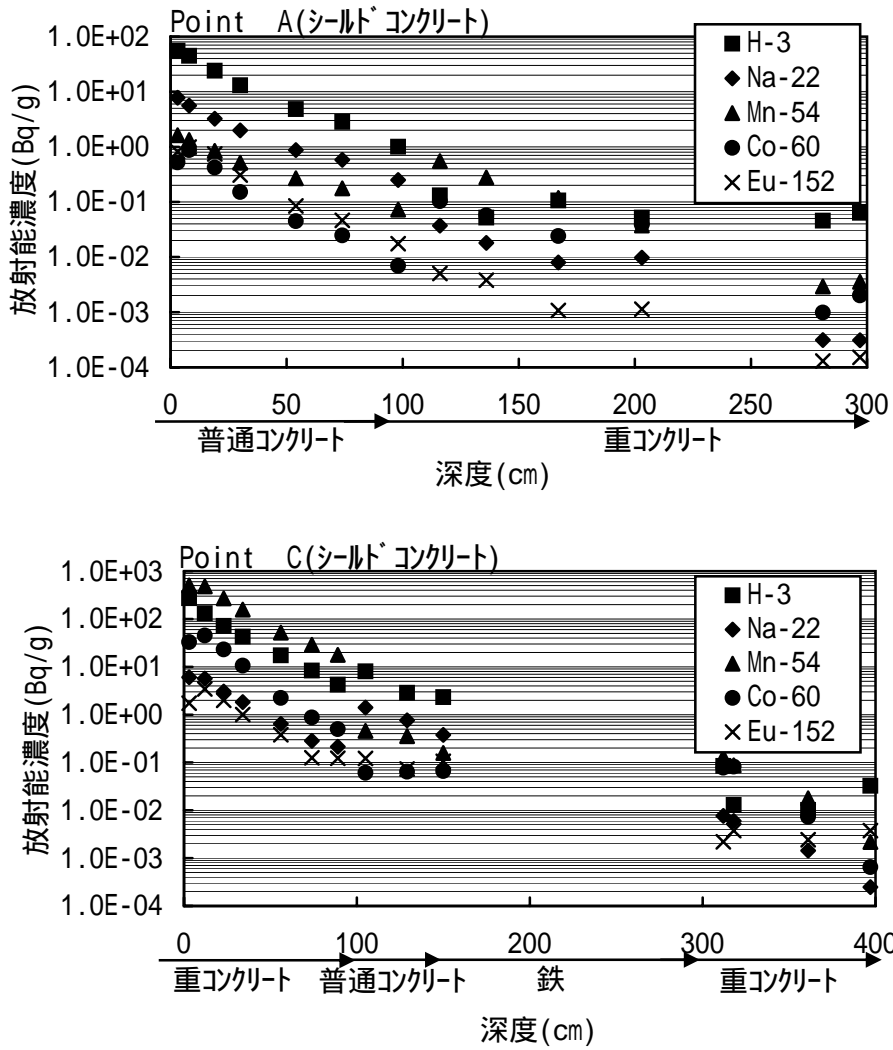 Point A(シールド コンクリート)
1.0E+02
1.0E+01
1.0E+00
1.0E-01
1.0E-02
1.0E-03
1.0E-04
放射能濃度(Bq/g)
H-3
Na-22
Mn-54
Co-60
Eu-152
0 50 100 150 200 250 300
普通コンクリート 重コンクリート
深度(cm)
Point C(シールド コンクリート)
1.0E+03
1.0E+02
1.0E+01
1.0E+00
1.0E-01
1.0E-02
1.0E-03
1.0E-04
放射能濃度(Bq/g)
H-3
Na-22
Mn-54
Co-60
Eu-152
0 100 200 300 400
重コンクリート 普通コンクリート 鉄 重コンクリート
深度(cm)